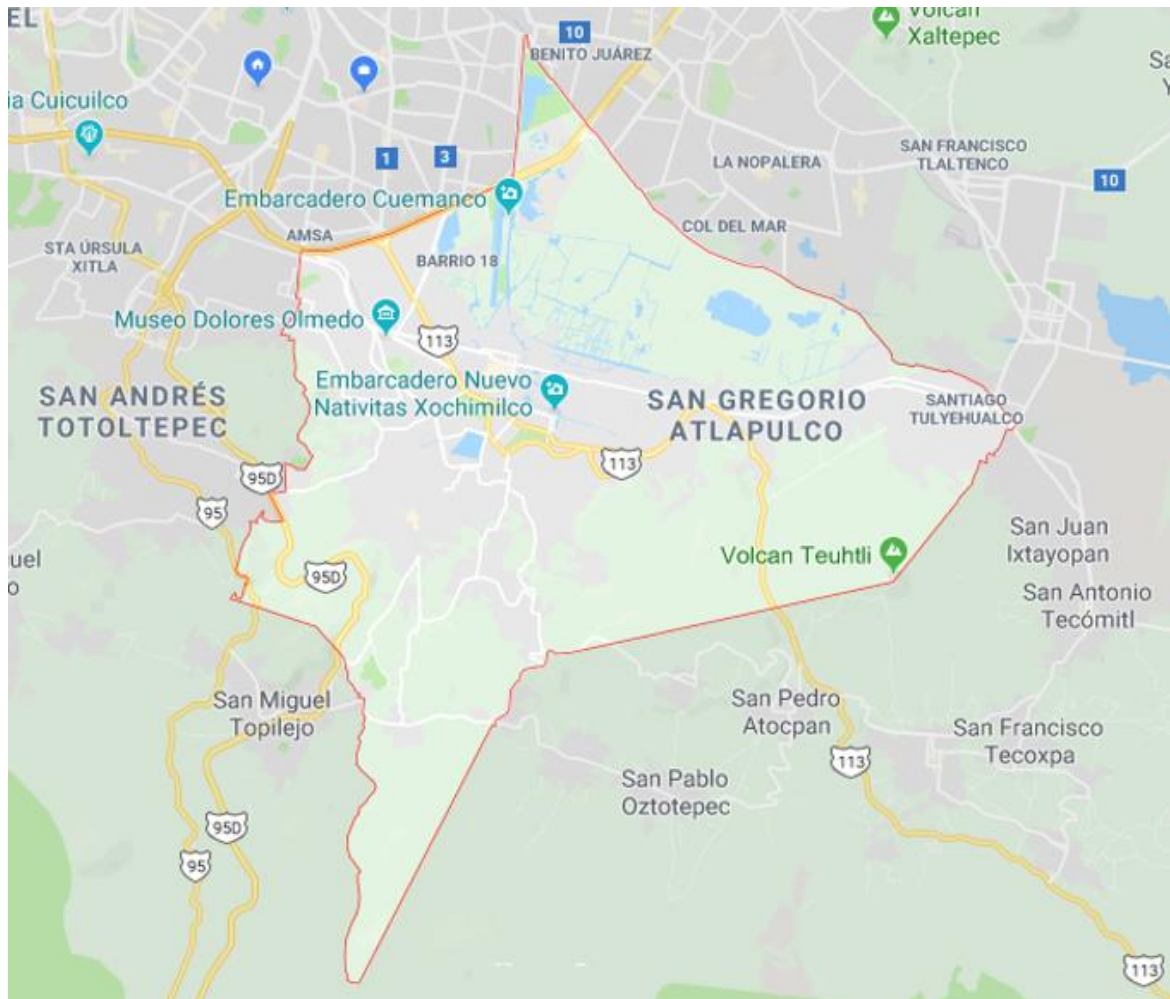 EL
10
BENITO JUÁREZ
Volcán
Xaltepec
Sa
Y
ia Cuicuilco
1
3
LA NOPALERA
SAN FRANCISCO
TLALTENCO
10
Embarcadero Cuemanco
AMSA
COL DEL MAR
STA ÚRSULA
XITLA
BARRIO 18
Museo Dolores Olmedo
113
SAN ANDRÉS
TOTOLTEPEC
Embarcadero Nuevo
Nativitas Xochimilco
SAN GREGORIO
ATLAPULCO
SANTIAGO
TULYEHUALCO
113
95D
95
San Juan
Ixtayopan
uel
o
Volcan Teuhtli
95D
San Antonio
Tecómitl
San Miguel
Topilejo
San Pedro
Atocpan
San Francisco
Tecoxpa
113
San Pablo
Oztotepec
95D
95
113